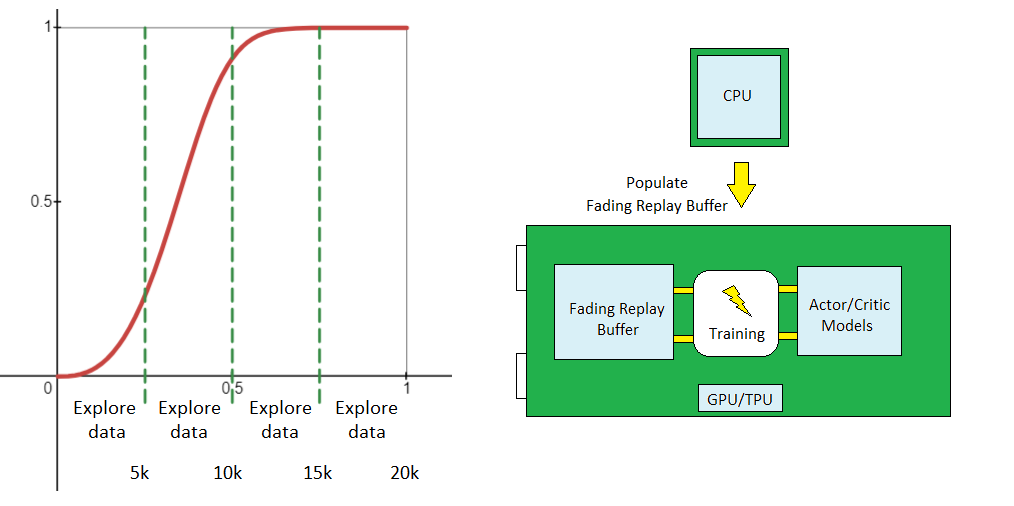 1
0.5
0
0.5
1
Explore
data
Explore
data
Explore
data
Explore
data
5k
10k
15k
20k
CPU
Populate
Fading Replay Buffer
Fading Replay
Buffer
Training
Actor/Critic
Models
GPU/TPU